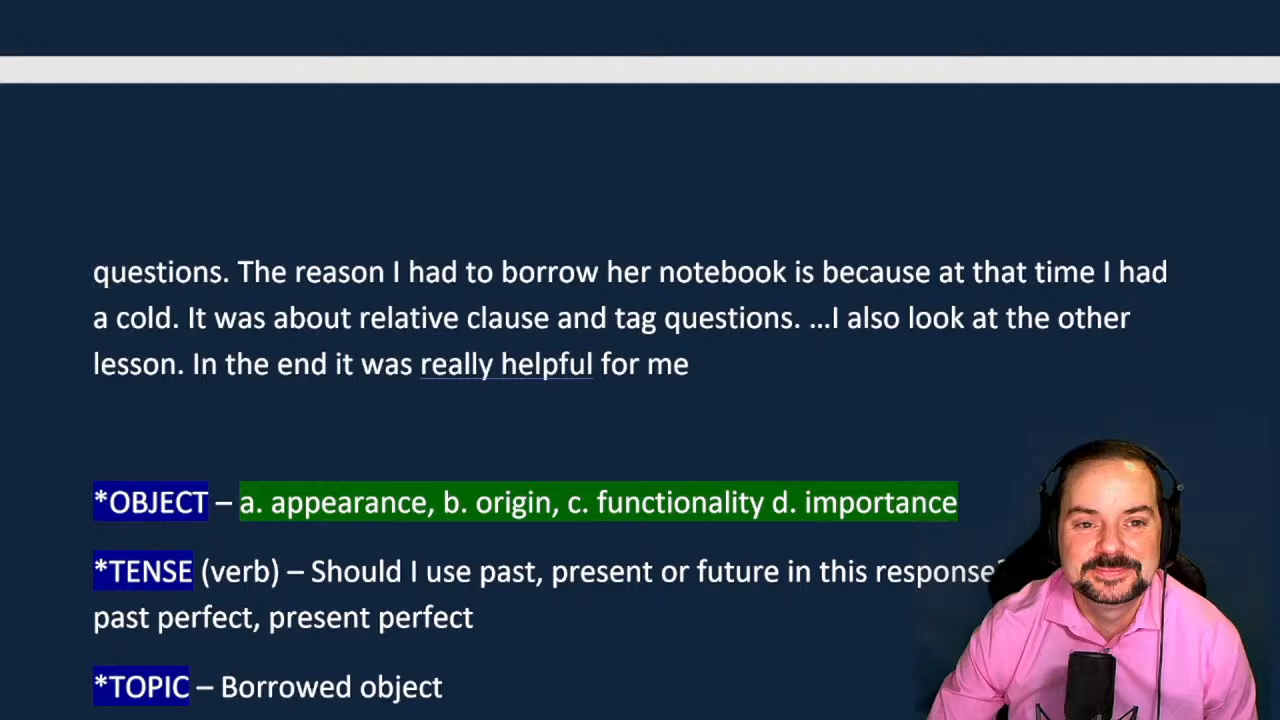 questions. The reason I had to borrow her notebook is because at that time I had
a cold. It was about relative clause and tag questions. …I also look at the other
lesson. In the end it was really helpful for me
*OBJECT – a. appearance, b. origin, c. functionality d. importance
*TENSE (verb) – Should I use past, present or future in this response?
past perfect, present perfect
*TOPIC – Borrowed object